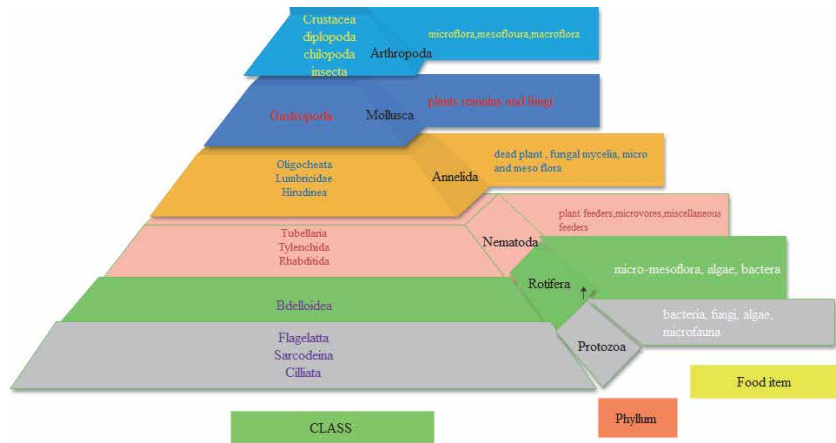 Crustacea
diplopoda
chilopoda
insecta
Arthropoda
microflora,mesofloura,macroflora
Gastropoda
Mollusca
plants remains and fungi
Oligocheata
Lumbricidae
Hirudinea
Annelida
dead plant , fungal mycelia, micro
and meso flora
Tubellaria
Tylenchida
Rhabditida
Nematoda
plant feeders,microvores,miscellaneous
feeders
Bdelloidea
Rotifera
micro-mesoflora, algae, bactera
Flagelatta
Sarcodeina
Cilliata
Protozoa
bacteria, fungi, algae,
microfauna
Food item
Phyllum
CLASS